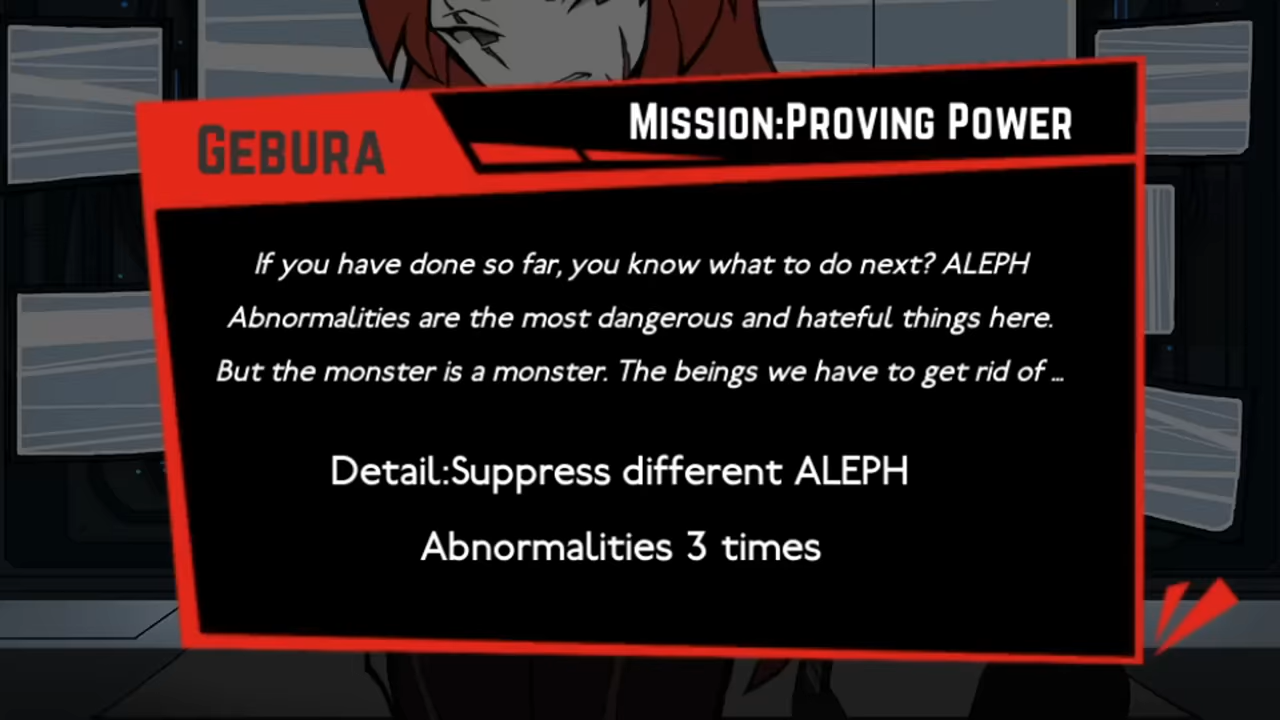 GEBURA
MISSION:PROVING POWER
If you have done so far, you know what to do next? ALEPH
Abnormalities are the most dangerous and hateful things here.
But the monster is a monster. The beings we have to get rid of ...
Detail:Suppress different ALEPH
Abnormalities 3 times